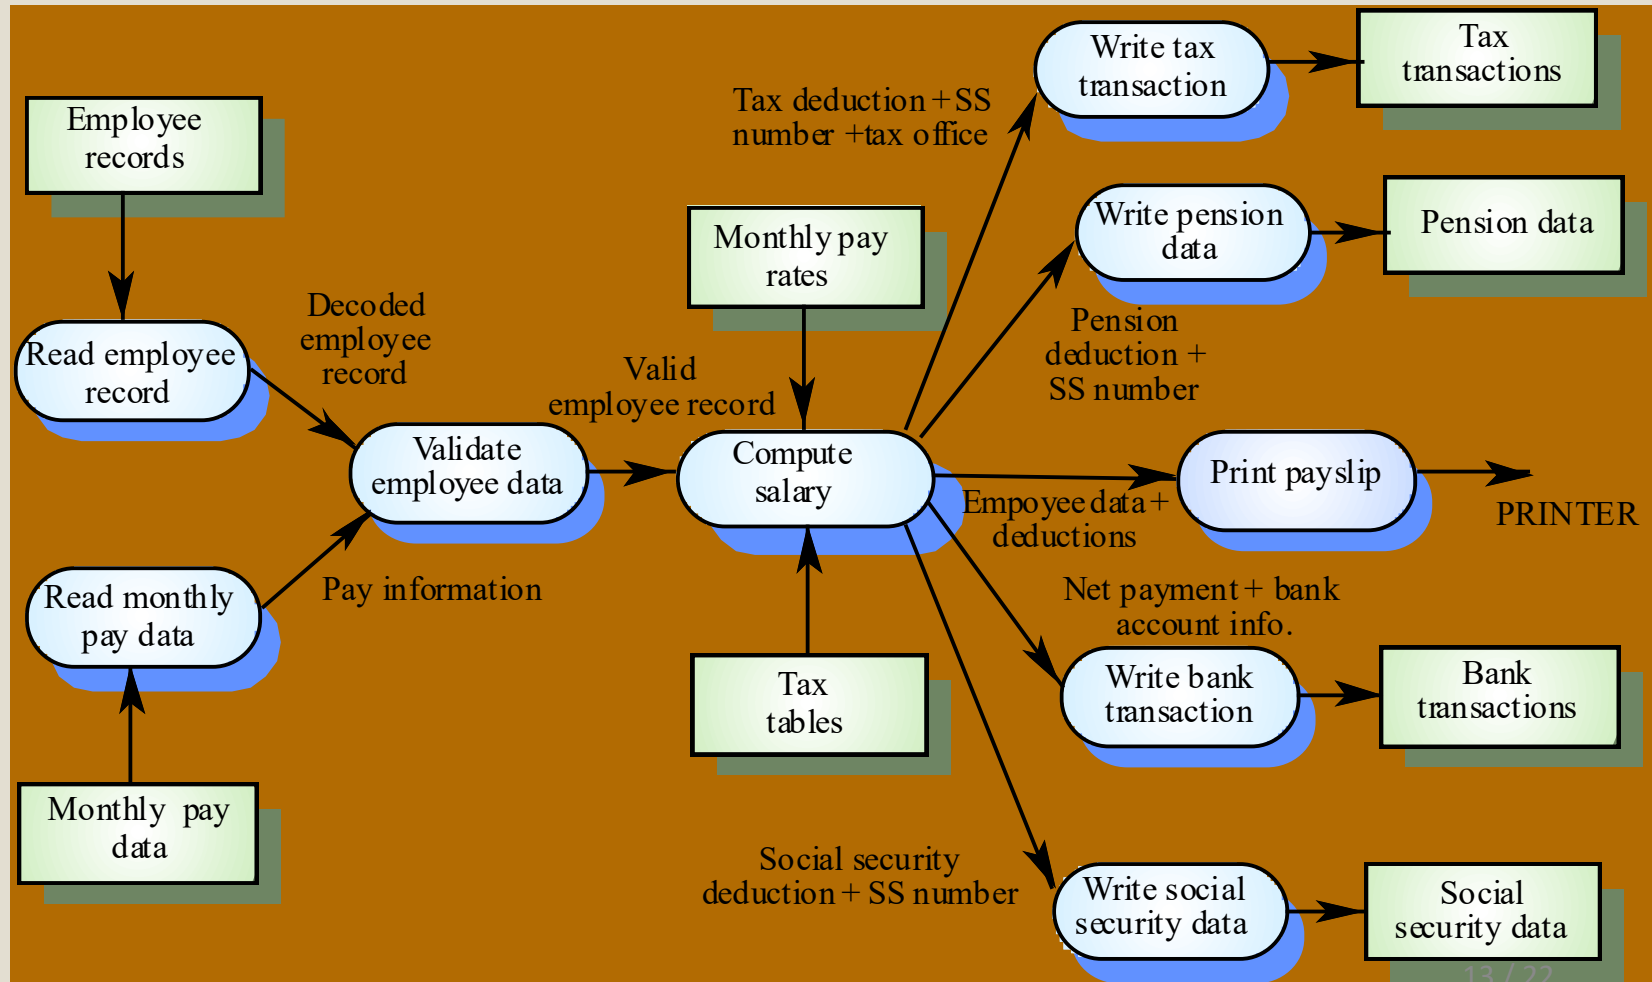 Write tax
transaction
Tax
transactions
Tax deduction + SS
number +tax office
Employee
records
Write pension
data
Pension data
Monthly pay
rates
Decoded
employee
record
Pension
deduction +
SS number
Read employee
record
Valid
employee record
Validate
employee data
Compute
salary
Print payslip
Empoyee data +
deductions
PRINTER
Read monthly
pay data
Pay information
Net payment + bank
account info.
Tax
tables
Write bank
transaction
Bank
transactions
Monthly pay
data
Social security
deduction + SS number
Write social
security data
Social
security data
13 / 22